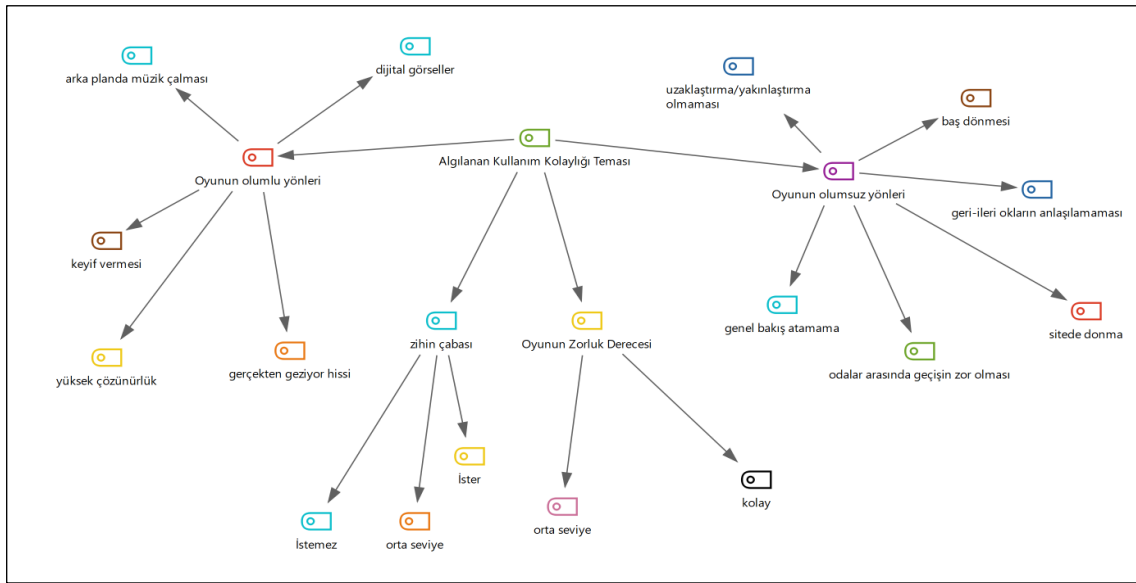 arka planda müzik çalması
dijital görseller
uzaklaştırma/yakınlaştırma
olmaması
baş dönmesi
Algılanan Kullanım Kolaylığı Teması
Oyunun olumlu yönleri
Oyunun olumsuz yönleri
geri-ileri okların anlaşılamaması
keyif vermesi
genel bakış atamama
sitede donma
zihin çabası
Oyunun Zorluk Derecesi
yüksek çözünürlük
gerçekten geziyor hissi
odalar arasında geçişin zor olması
İster
kolay
İstemez
orta seviye
orta seviye